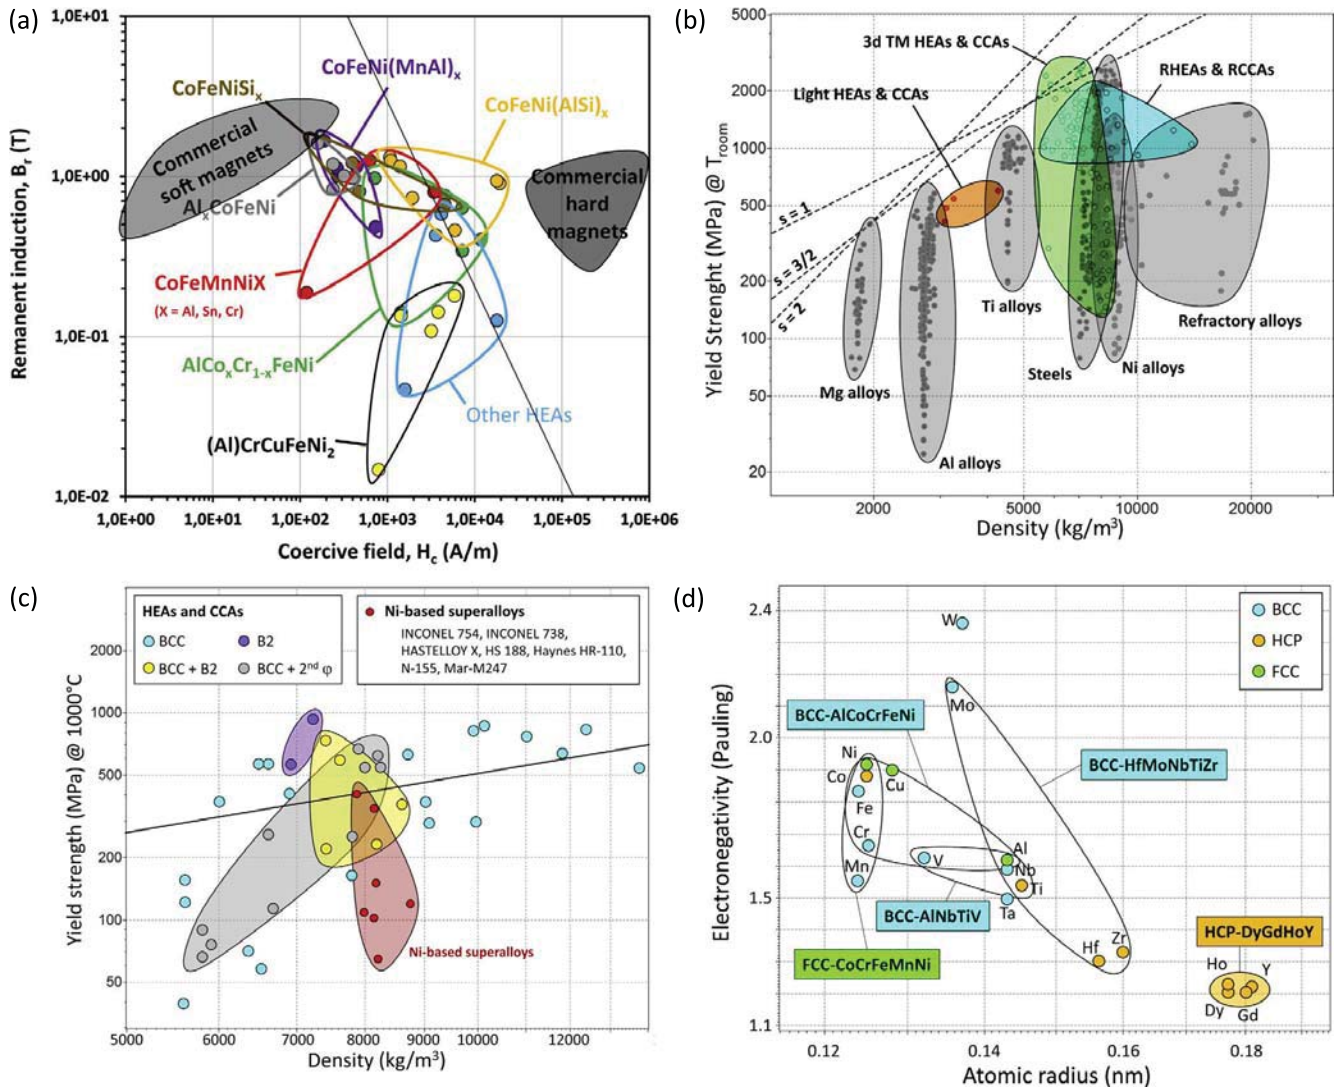 (a)
1,0E+01
1,0E+00
1,0E-01
1,0E-02
Remanent induction, Bᵣ (T)
CoFeNi(MnAl)ₓ
CoFeNiSiₓ
CoFeNi(AlSi)ₓ
Commercial
soft magnets
AlₓCoFeNi
Commercial
hard
magnets
CoFeMnNiX
(X = Al, Sn, Cr)
AlCoₓCr₁₋ₓFeNi
Other HEAs
(Al)CrCuFeNi₂
1,0E+00 1,0E+01 1,0E+02 1,0E+03 1,0E+04 1,0E+05 1,0E+06
Coercive field, H꜀ (A/m)
(b)
5000
2000
1000
500
200
100
50
20
Yield Strenght (MPa) @ Tᵣₒₒₘ
3d TM HEAs & CCAs
RHEAs & RCCAs
Light HEAs & CCAs
s = 1
s = 3/2
s = 2
Ti alloys
Refractory alloys
Mg alloys
Steels
Ni alloys
Al alloys
2000 5000 10000 20000
Density (kg/m³)
(c)
HEAs and CCAs
BCC
B2
BCC + B2
BCC + 2ⁿᵈ φ
Ni-based superalloys
INCONEL 754, INCONEL 738,
HASTELLOY X, HS 188, Haynes HR-110,
N-155, Mar-M247
2000
1000
500
200
100
50
Yield strength (MPa) @ 1000°C
Ni-based superalloys
5000 6000 7000 8000 9000 10000 12000
Density (kg/m³)
(d)
2.4
2.0
1.5
1.1
Electronegativity (Pauling)
BCC
HCP
FCC
W
Mo
BCC-AlCoCrFeNi
BCC-HfMoNbTiZr
Ni
Co
Cu
Fe
Cr
V
Al
Mn
Nb
Ti
Ta
BCC-AlNbTiV
FCC-CoCrFeMnNi
Hf
Zr
HCP-DyGdHoY
Ho
Y
Dy
Gd
0.12 0.14 0.16 0.18
Atomic radius (nm)